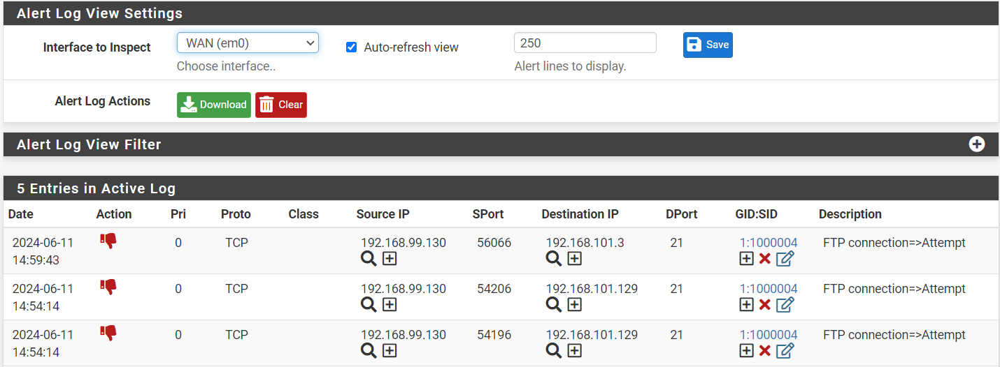 Alert Log View Settings
Interface to Inspect WAN (em0) Auto-refresh view 250 Save
Choose interface.. Alert lines to display.
Alert Log Actions Download Clear
Alert Log View Filter
5 Entries in Active Log
Date Action Pri Proto Class Source IP SPort Destination IP DPort GID:SID Description
2024-06-11 0 TCP 192.168.99.130 56066 192.168.101.3 21 1:1000004 FTP connection=>Attempt
14:59:43
2024-06-11 0 TCP 192.168.99.130 54206 192.168.101.129 21 1:1000004 FTP connection=>Attempt
14:54:14
2024-06-11 0 TCP 192.168.99.130 54196 192.168.101.129 21 1:1000004 FTP connection=>Attempt
14:54:14